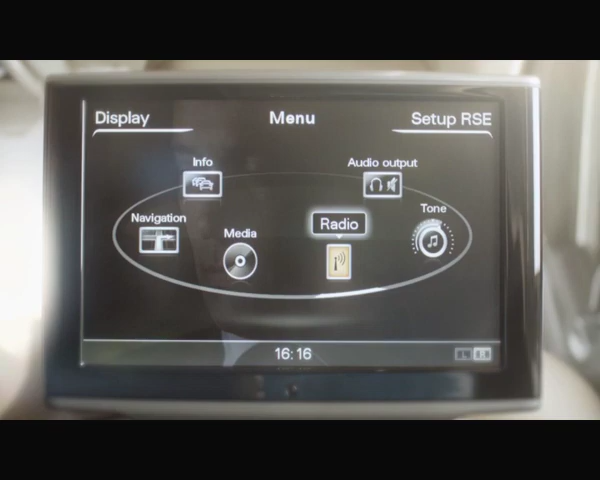 Display Menu Setup RSE
Info Audio output
Navigation Media Radio Tone
16:16
L R